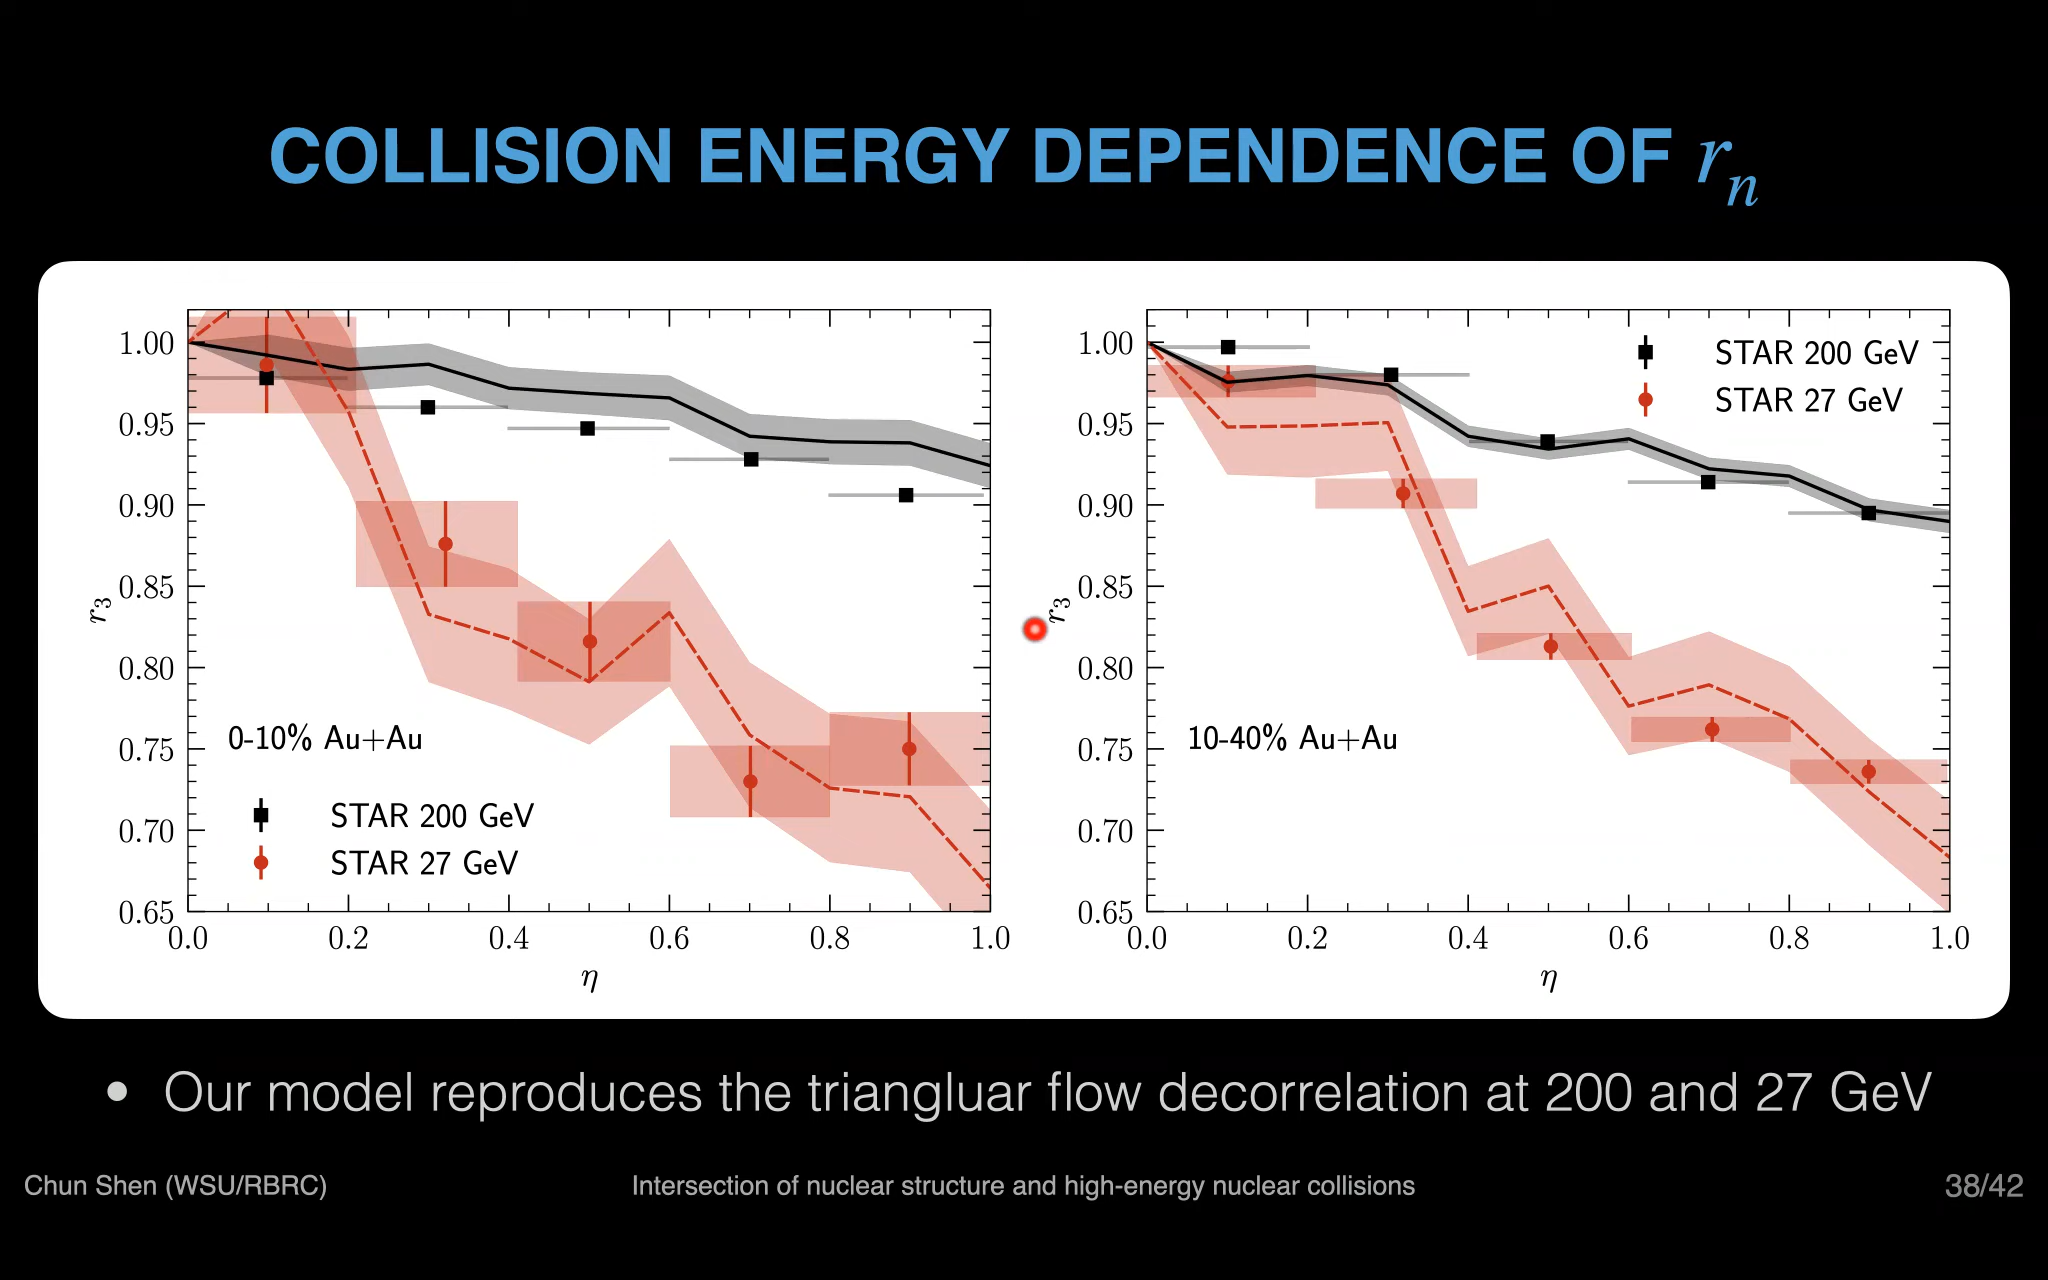 COLLISION ENERGY DEPENDENCE OF rₙ
1.00
0.95
0.90
0.85
0.80
0.75
0.70
0.65
r₃
0-10% Au+Au
STAR 200 GeV
STAR 27 GeV
0.0 0.2 0.4 0.6 0.8 1.0
η
1.00
0.95
0.90
0.85
0.80
0.75
0.70
0.65
r₃
STAR 200 GeV
STAR 27 GeV
10-40% Au+Au
0.0 0.2 0.4 0.6 0.8 1.0
η
• Our model reproduces the triangluar flow decorrelation at 200 and 27 GeV
Chun Shen (WSU/RBRC) Intersection of nuclear structure and high-energy nuclear collisions 38/42